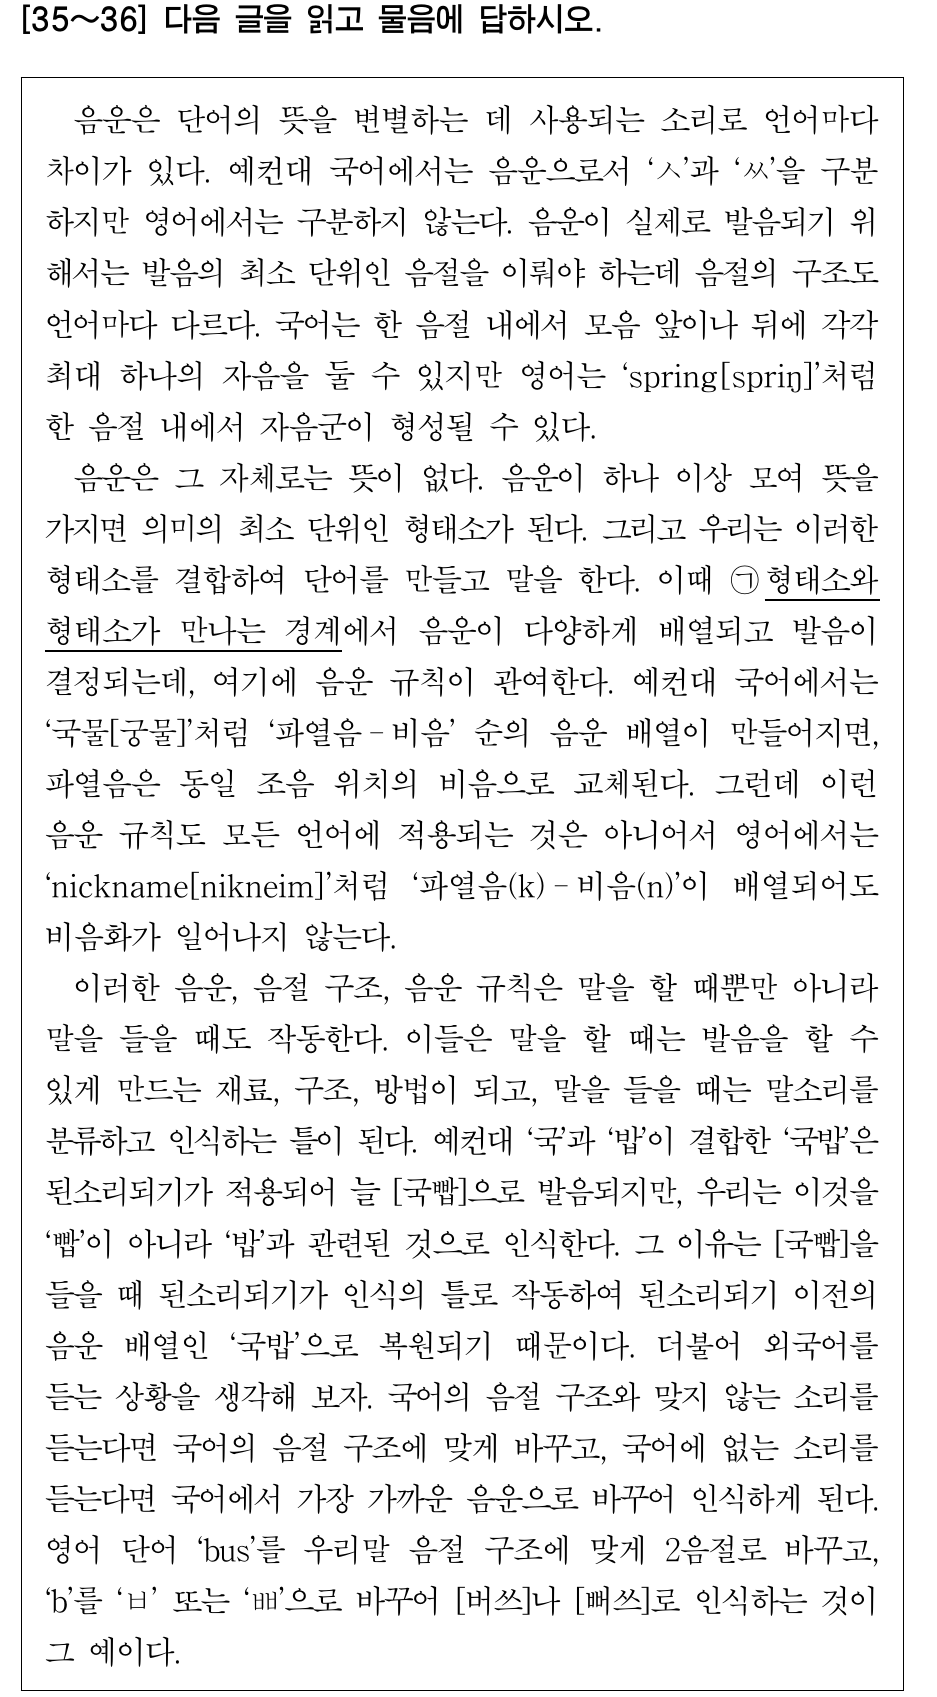 [35～36] 다음 글을 읽고 물음에 답하시오.
음운은 단어의 뜻을 변별하는 데 사용되는 소리로 언어마다
차이가 있다. 예컨대 국어에서는 음운으로서 ‘ㅅ’과 ‘ㅆ’을 구분
하지만 영어에서는 구분하지 않는다. 음운이 실제로 발음되기 위
해서는 발음의 최소 단위인 음절을 이뤄야 하는데 음절의 구조도
언어마다 다르다. 국어는 한 음절 내에서 모음 앞이나 뒤에 각각
최대 하나의 자음을 둘 수 있지만 영어는 ‘spring[spriŋ]’처럼
한 음절 내에서 자음군이 형성될 수 있다.
음운은 그 자체로는 뜻이 없다. 음운이 하나 이상 모여 뜻을
가지면 의미의 최소 단위인 형태소가 된다. 그리고 우리는 이러한
형태소를 결합하여 단어를 만들고 말을 한다. 이때 ㉠형태소와
형태소가 만나는 경계에서 음운이 다양하게 배열되고 발음이
결정되는데, 여기에 음운 규칙이 관여한다. 예컨대 국어에서는
‘국물[궁물]’처럼 ‘파열음－비음’ 순의 음운 배열이 만들어지면,
파열음은 동일 조음 위치의 비음으로 교체된다. 그런데 이런
음운 규칙도 모든 언어에 적용되는 것은 아니어서 영어에서는
‘nickname[nikneim]’처럼 ‘파열음(k)－비음(n)’이 배열되어도
비음화가 일어나지 않는다.
이러한 음운, 음절 구조, 음운 규칙은 말을 할 때뿐만 아니라
말을 들을 때도 작동한다. 이들은 말을 할 때는 발음을 할 수
있게 만드는 재료, 구조, 방법이 되고, 말을 들을 때는 말소리를
분류하고 인식하는 틀이 된다. 예컨대 ‘국’과 ‘밥’이 결합한 ‘국밥’은
된소리되기가 적용되어 늘 [국빱]으로 발음되지만, 우리는 이것을
‘빱’이 아니라 ‘밥’과 관련된 것으로 인식한다. 그 이유는 [국빱]을
들을 때 된소리되기가 인식의 틀로 작동하여 된소리되기 이전의
음운 배열인 ‘국밥’으로 복원되기 때문이다. 더불어 외국어를
듣는 상황을 생각해 보자. 국어의 음절 구조와 맞지 않는 소리를
듣는다면 국어의 음절 구조에 맞게 바꾸고, 국어에 없는 소리를
듣는다면 국어에서 가장 가까운 음운으로 바꾸어 인식하게 된다.
영어 단어 ‘bus’를 우리말 음절 구조에 맞게 2음절로 바꾸고,
‘b’를 ‘ㅂ’ 또는 ‘ㅃ’으로 바꾸어 [버쓰]나 [뻐쓰]로 인식하는 것이
그 예이다.